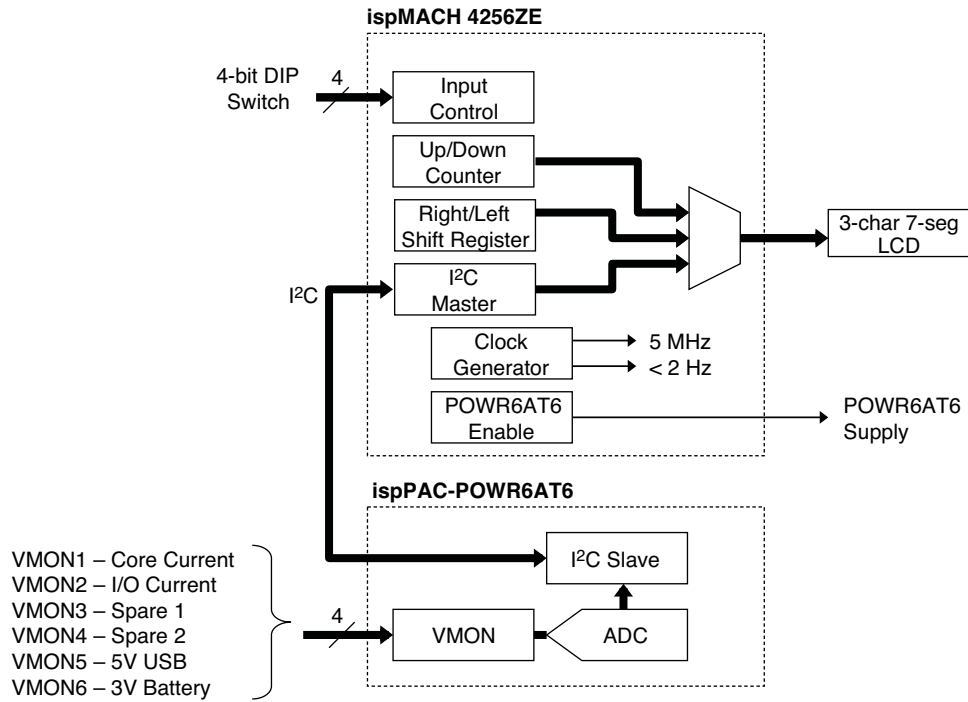 ispMACH 4256ZE
4-bit DIP
Switch
4
Input
Control
Up/Down
Counter
Right/Left
Shift Register
3-char 7-seg
LCD
I²C
I²C
Master
Clock
Generator
5 MHz
< 2 Hz
POWR6AT6
Enable
POWR6AT6
Supply
ispPAC-POWR6AT6
VMON1 – Core Current
VMON2 – I/O Current
VMON3 – Spare 1
VMON4 – Spare 2
VMON5 – 5V USB
VMON6 – 3V Battery
4
I²C Slave
VMON
ADC